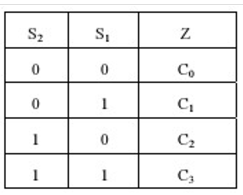 S₂ S₁ Z
0 0 C₀
0 1 C₁
1 0 C₂
1 1 C₃